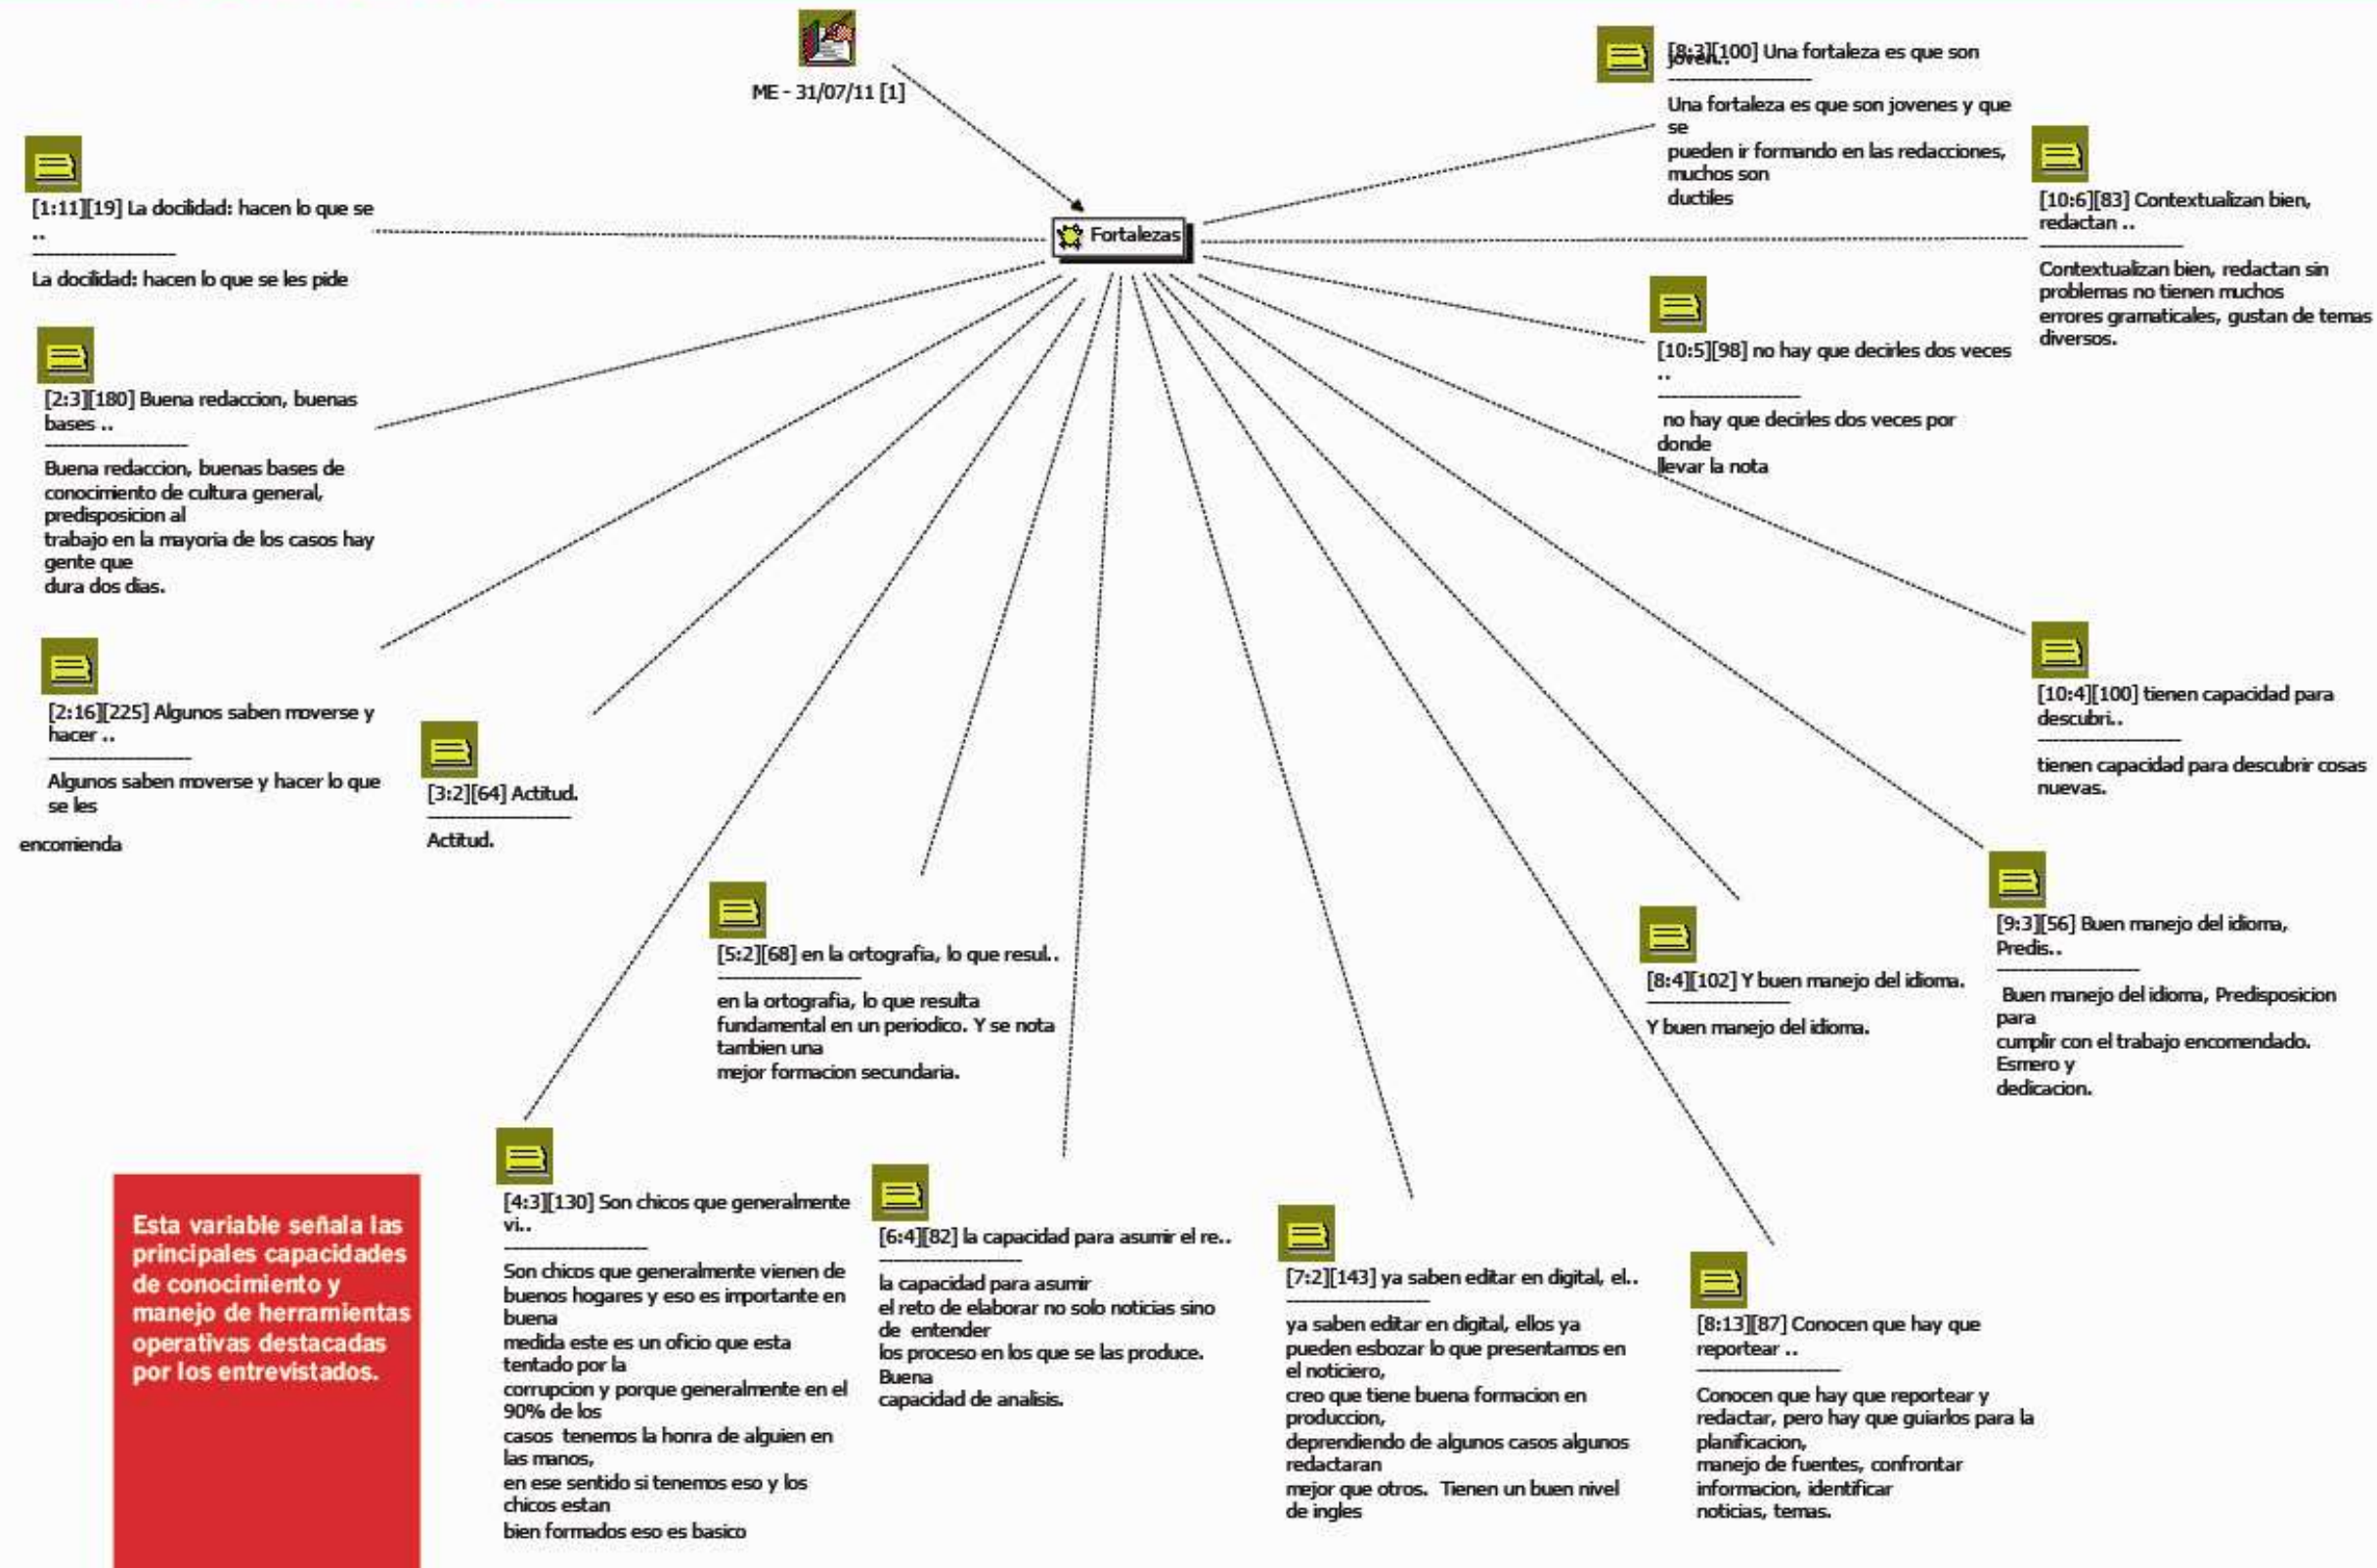 ME - 31/07/11 [1]
Fortalezas
[8:3][100] Una fortaleza es que son
joven..
Una fortaleza es que son jovenes y que
se
pueden ir formando en las redacciones,
muchos son
ductiles
[10:6][83] Contextualizan bien,
redactan ..
Contextualizan bien, redactan sin
problemas no tienen muchos
errores gramaticales, gustan de temas
diversos.
[1:11][19] La docilidad: hacen lo que se
..
La docilidad: hacen lo que se les pide
[10:5][98] no hay que decirles dos veces
..
no hay que decirles dos veces por
donde
llevar la nota
[2:3][180] Buena redaccion, buenas
bases ..
Buena redaccion, buenas bases de
conocimiento de cultura general,
predisposicion al
trabajo en la mayoria de los casos hay
gente que
dura dos dias.
[2:16][225] Algunos saben moverse y
hacer ..
Algunos saben moverse y hacer lo que
se les
encomienda
[3:2][64] Actitud.
Actitud.
[10:4][100] tienen capacidad para
descubri..
tienen capacidad para descubrir cosas
nuevas.
[5:2][68] en la ortografia, lo que resul..
en la ortografia, lo que resulta
fundamental en un periodico. Y se nota
tambien una
mejor formacion secundaria.
[8:4][102] Y buen manejo del idioma.
Y buen manejo del idioma.
[9:3][56] Buen manejo del idioma,
Predis..
Buen manejo del idioma, Predisposicion
para
cumplir con el trabajo encomendado.
Esmero y
dedicacion.
Esta variable señala las
principales capacidades
de conocimiento y
manejo de herramientas
operativas destacadas
por los entrevistados.
[4:3][130] Son chicos que generalmente
vi..
Son chicos que generalmente vienen de
buenos hogares y eso es importante en
buena
medida este es un oficio que esta
tentado por la
corrupcion y porque generalmente en el
90% de los
casos tenemos la honra de alguien en
las manos,
en ese sentido si tenemos eso y los
chicos estan
bien formados eso es basico
[6:4][82] la capacidad para asumir el re..
la capacidad para asumir
el reto de elaborar no solo noticias sino
de entender
los proceso en los que se las produce.
Buena
capacidad de analisis.
[7:2][143] ya saben editar en digital, el..
ya saben editar en digital, ellos ya
pueden esbozar lo que presentamos en
el noticiero,
creo que tiene buena formacion en
produccion,
deprendiendo de algunos casos algunos
redactaran
mejor que otros. Tienen un buen nivel
de ingles
[8:13][87] Conocen que hay que
reportear ..
Conocen que hay que reportear y
redactar, pero hay que guiarlos para la
planificacion,
manejo de fuentes, confrontar
informacion, identificar
noticias, temas.